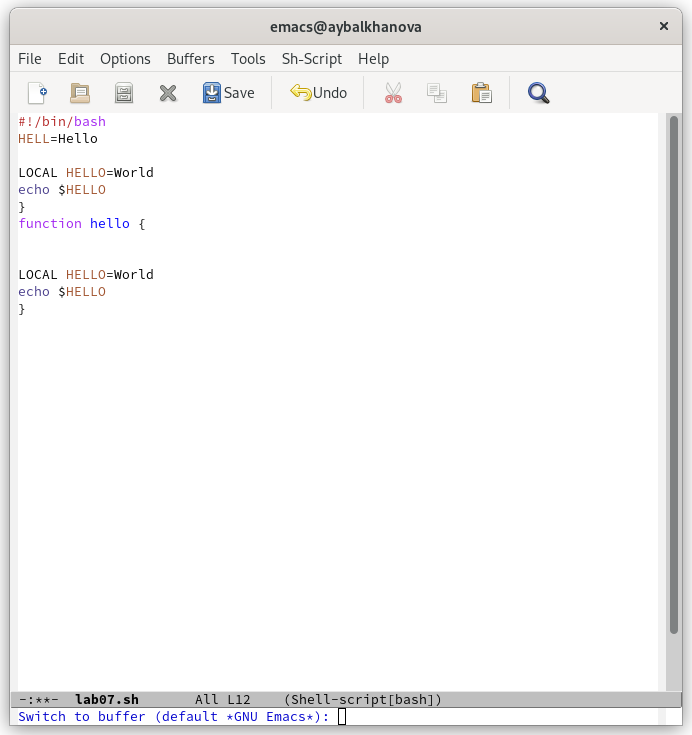 emacs@aybalkhanova ×
File Edit Options Buffers Tools Sh-Script Help
Save Undo
#!/bin/bash
HELL=Hello
LOCAL HELLO=World
echo $HELLO
}
function hello {
LOCAL HELLO=World
echo $HELLO
}
-:**- lab07.sh All L12 (Shell-script[bash])
Switch to buffer (default *GNU Emacs*):